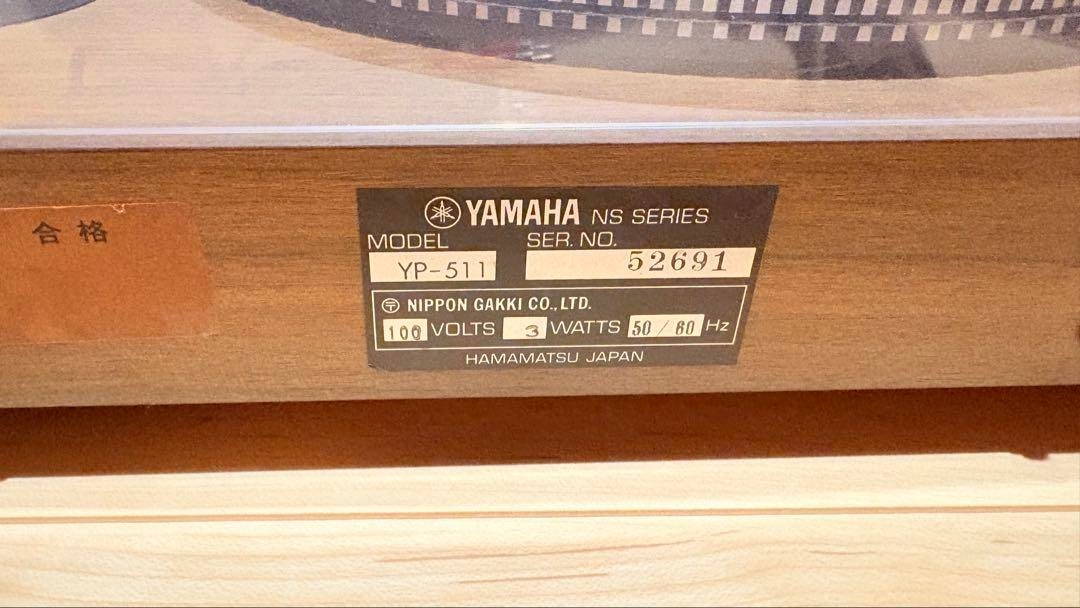 合格
YAMAHA NS SERIES
MODEL SER. NO.
YP-511 52691
〒 NIPPON GAKKI CO., LTD.
100 VOLTS 3 WATTS 50/60 Hz
HAMAMATSU JAPAN